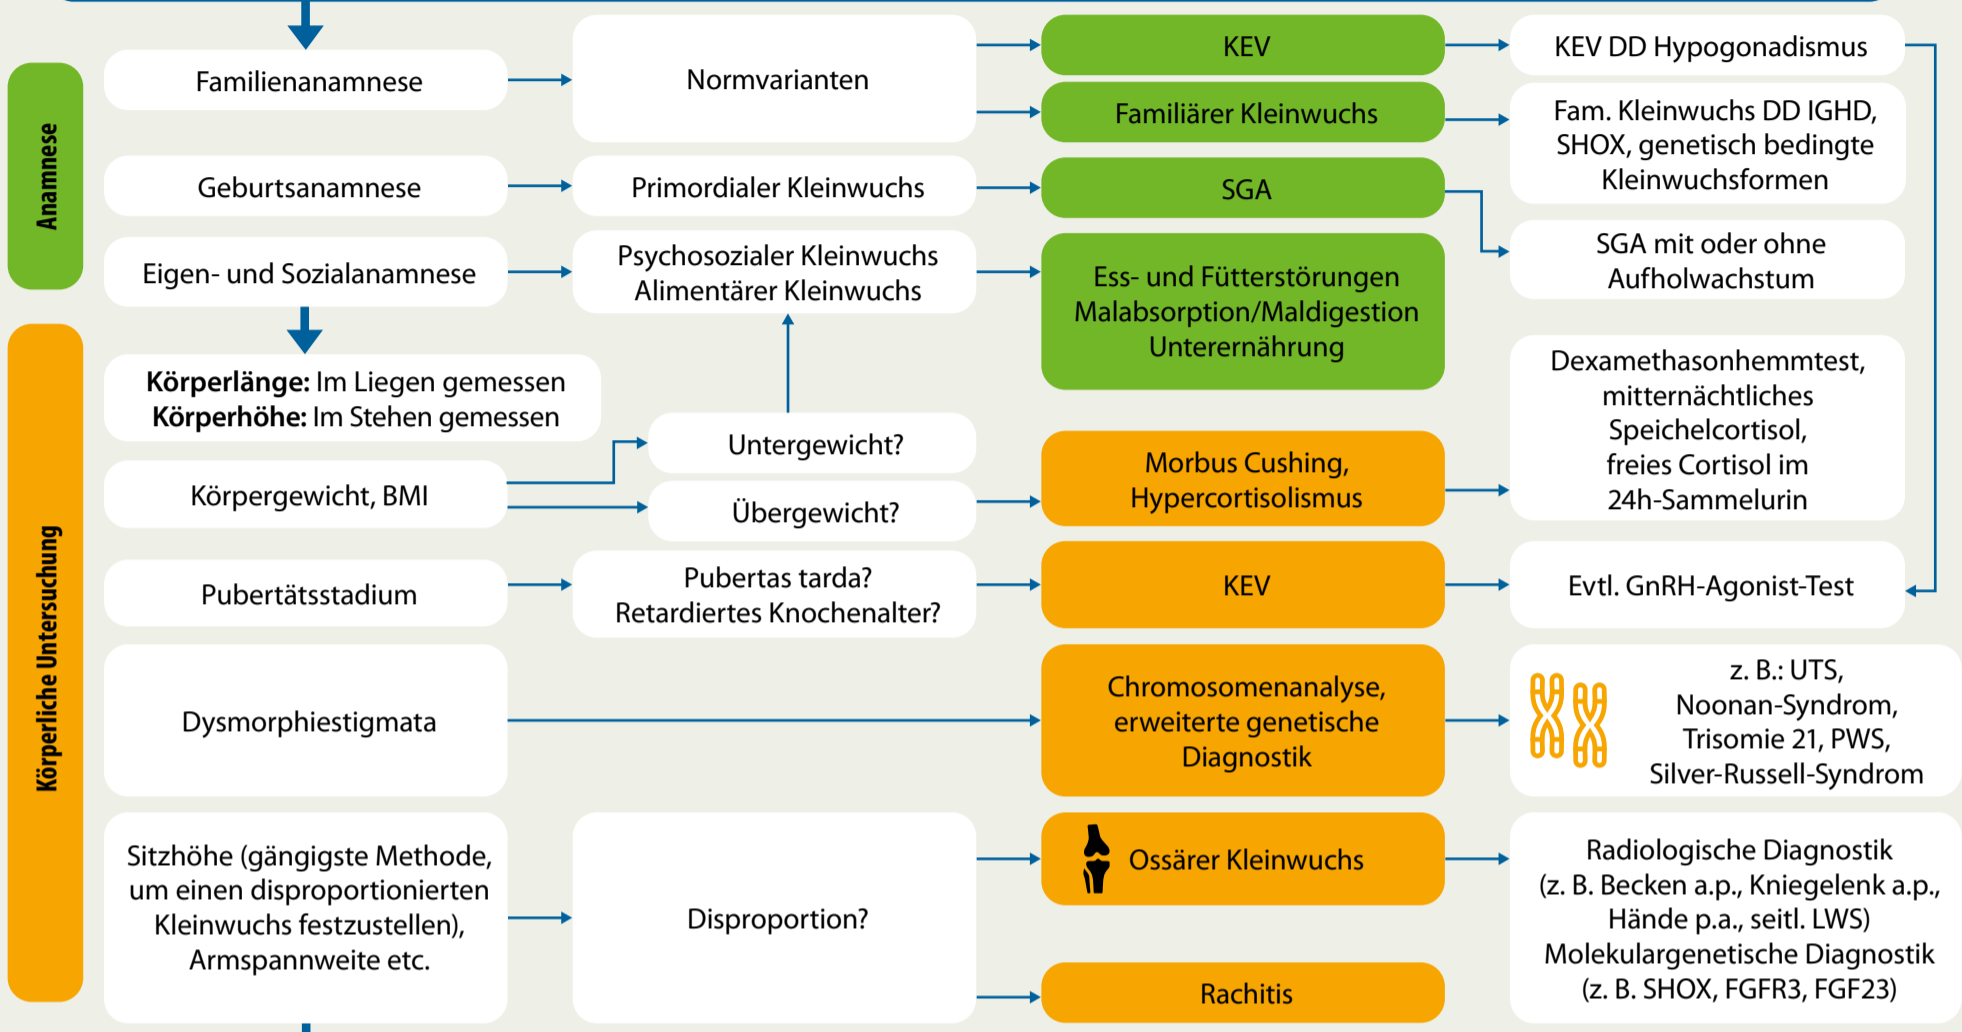 Anamnese
Familienanamnese
Normvarianten
KEV
KEV DD Hypogonadismus
Familiärer Kleinwuchs
Fam. Kleinwuchs DD IGHD,
SHOX, genetisch bedingte
Kleinwuchsformen
Geburtsanamnese
Primordialer Kleinwuchs
SGA
SGA mit oder ohne
Aufholwachstum
Eigen- und Sozialanamnese
Psychosozialer Kleinwuchs
Alimentärer Kleinwuchs
Ess- und Fütterstörungen
Malabsorption/Maldigestion
Unterernährung
Körperliche Untersuchung
Körperlänge: Im Liegen gemessen
Körperhöhe: Im Stehen gemessen
Körpergewicht, BMI
Untergewicht?
Übergewicht?
Morbus Cushing,
Hypercortisolismus
Dexamethasonhemmtest,
mitternächtliches
Speichelcortisol,
freies Cortisol im
24h-Sammelurin
Pubertätsstadium
Pubertas tarda?
Retardiertes Knochenalter?
KEV
Evtl. GnRH-Agonist-Test
Dysmorphiestigmata
Chromosomenanalyse,
erweiterte genetische
Diagnostik
z. B.: UTS,
Noonan-Syndrom,
Trisomie 21, PWS,
Silver-Russell-Syndrom
Sitzhöhe (gängigste Methode,
um einen disproportionierten
Kleinwuchs festzustellen),
Armspannweite etc.
Disproportion?
Ossärer Kleinwuchs
Rachitis
Radiologische Diagnostik
(z. B. Becken a.p., Kniegelenk a.p.,
Hände p.a., seitl. LWS)
Molekulargenetische Diagnostik
(z. B. SHOX, FGFR3, FGF23)